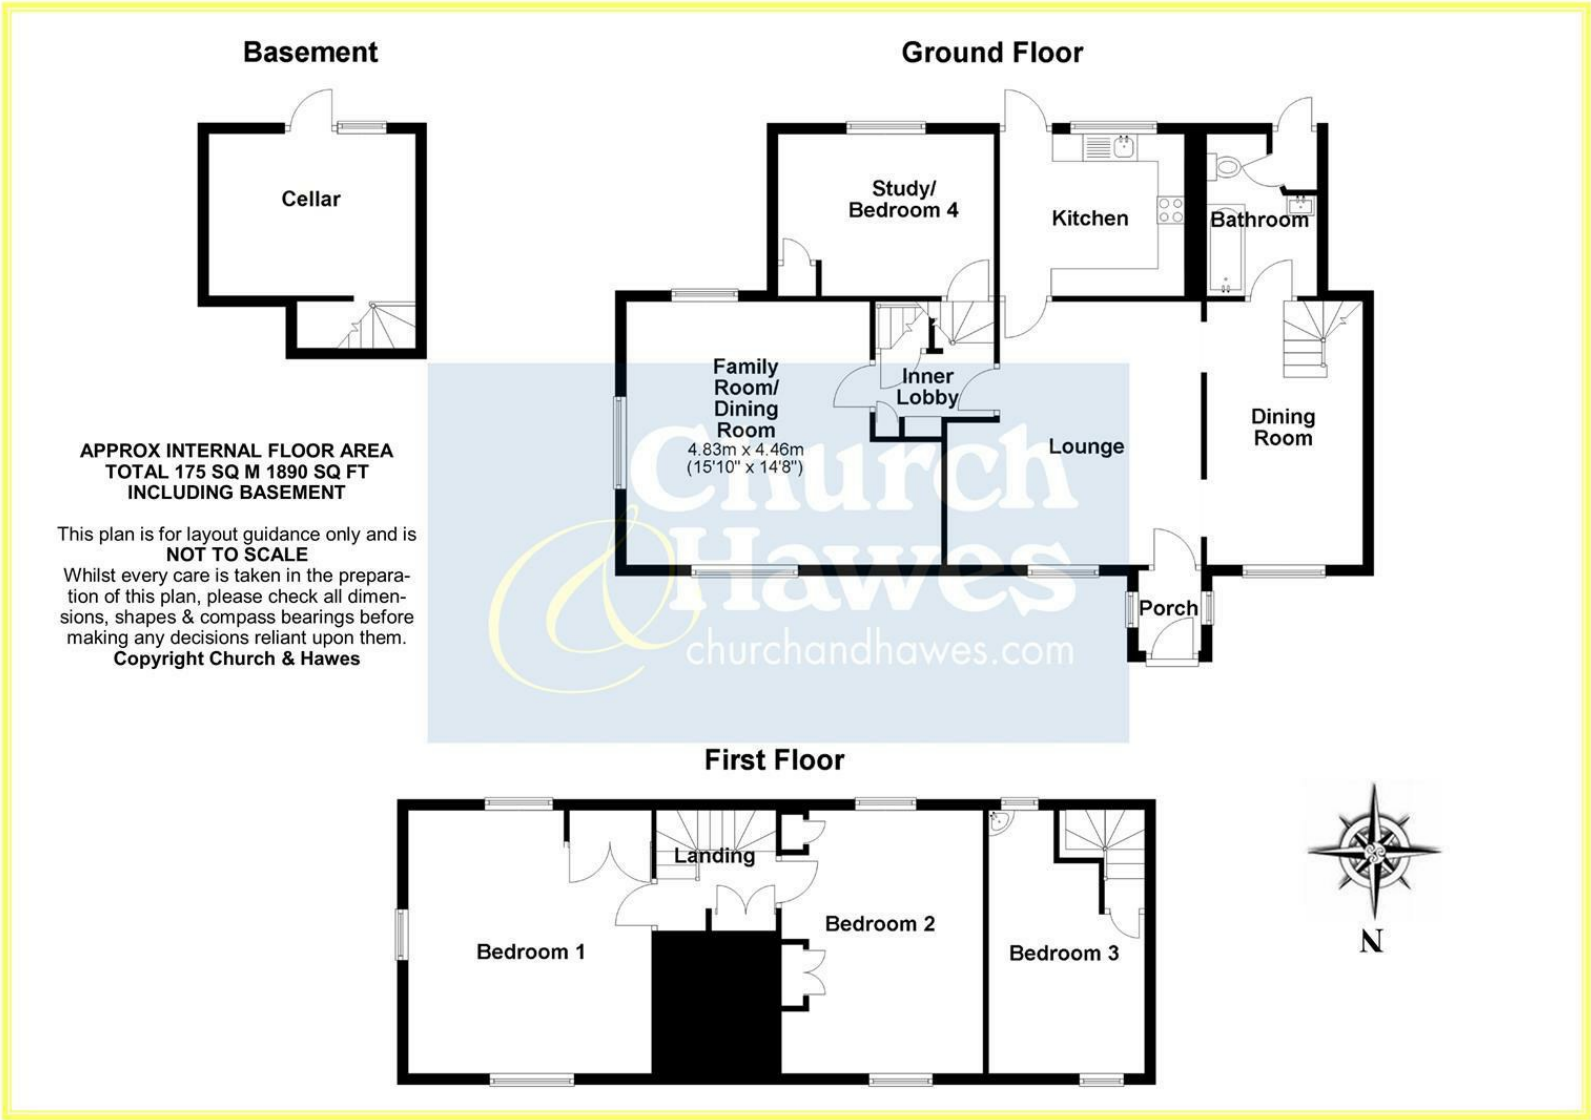 Basement
Ground Floor
Cellar
Study/
Bedroom 4
Kitchen
Bathroom
Family
Room/
Dining
Room
4.83m x 4.46m
(15'10" x 14'8")
Inner
Lobby
Lounge
Dining
Room
Porch
APPROX INTERNAL FLOOR AREA
TOTAL 175 SQ M 1890 SQ FT
INCLUDING BASEMENT
This plan is for layout guidance only and is
NOT TO SCALE
Whilst every care is taken in the prepara-
tion of this plan, please check all dimen-
sions, shapes & compass bearings before
making any decisions reliant upon them.
Copyright Church & Hawes
Church
& Hawes
churchandhawes.com
First Floor
Landing
Bedroom 1
Bedroom 2
Bedroom 3
N